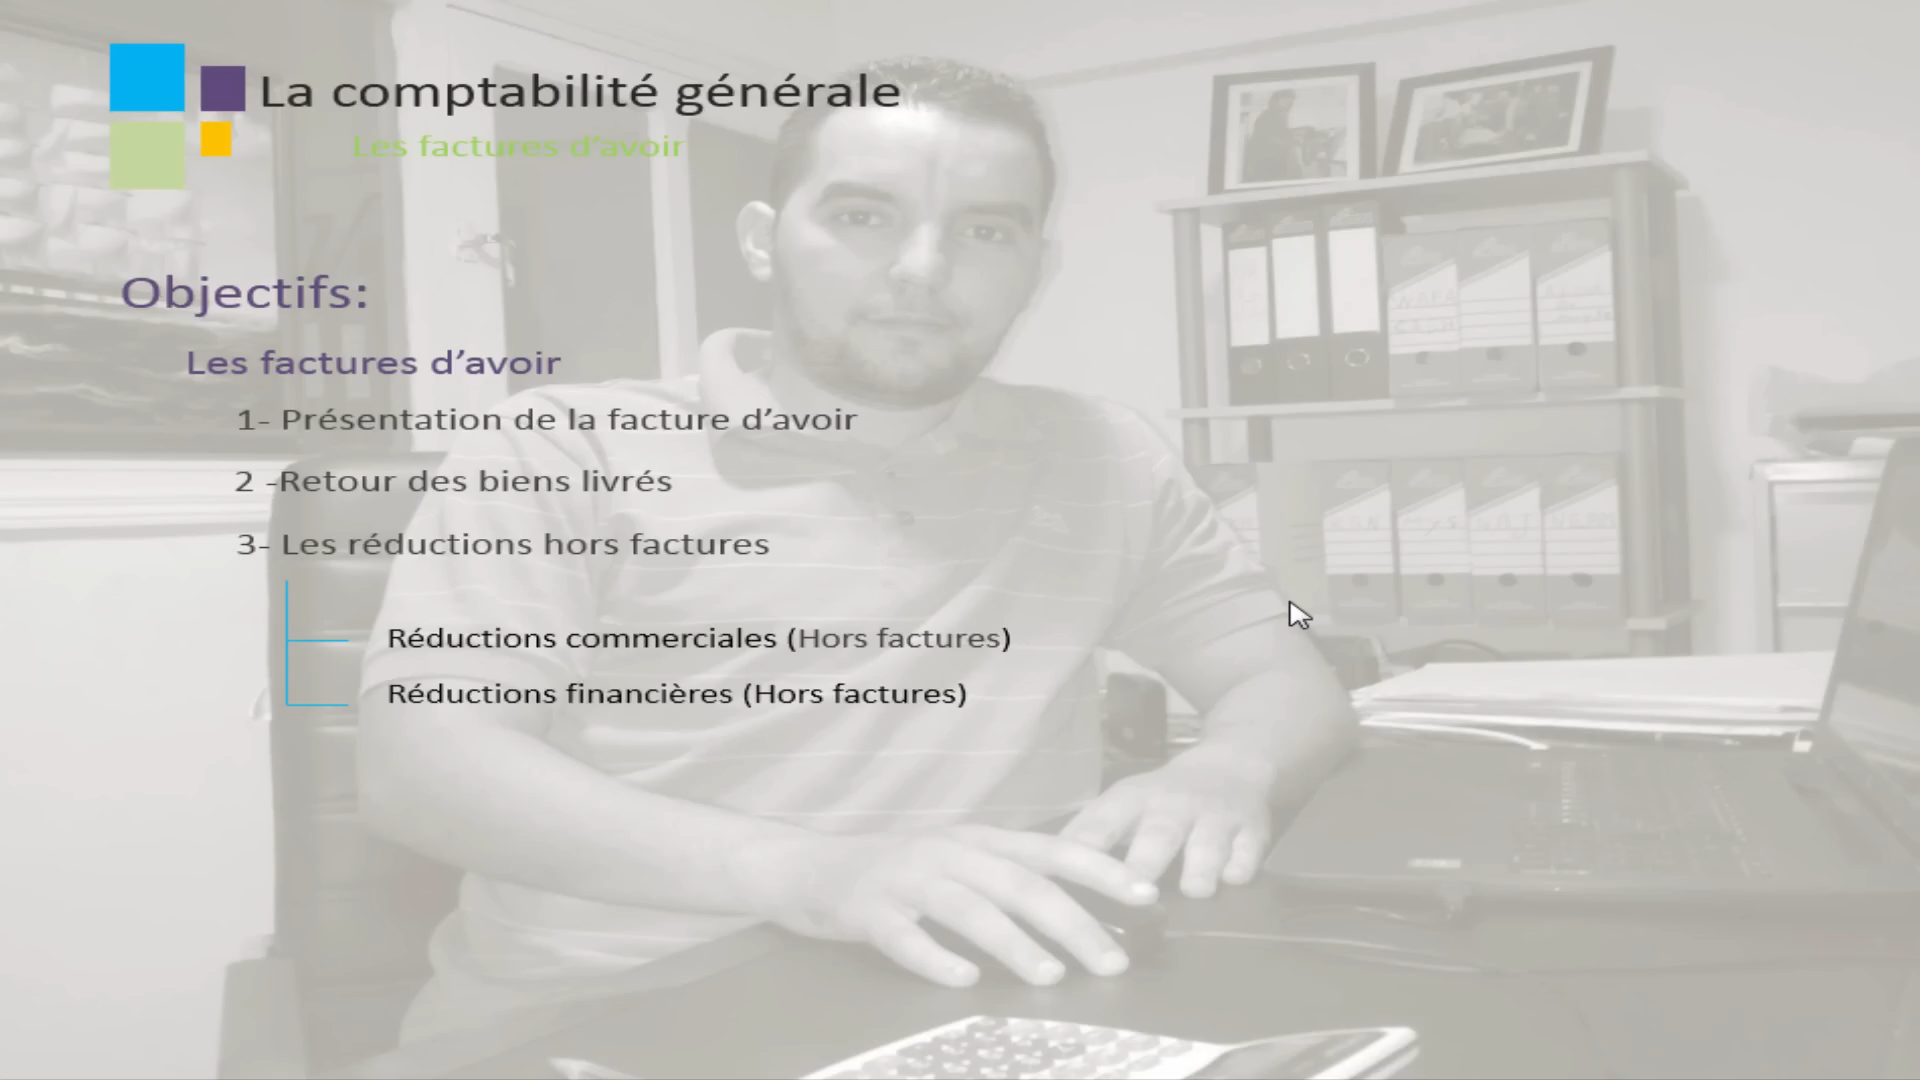 La comptabilité générale
Les factures d'avoir
Objectifs:
Les factures d'avoir
1- Présentation de la facture d'avoir
2 -Retour des biens livrés
3- Les réductions hors factures
Réductions commerciales (Hors factures)
Réductions financières (Hors factures)